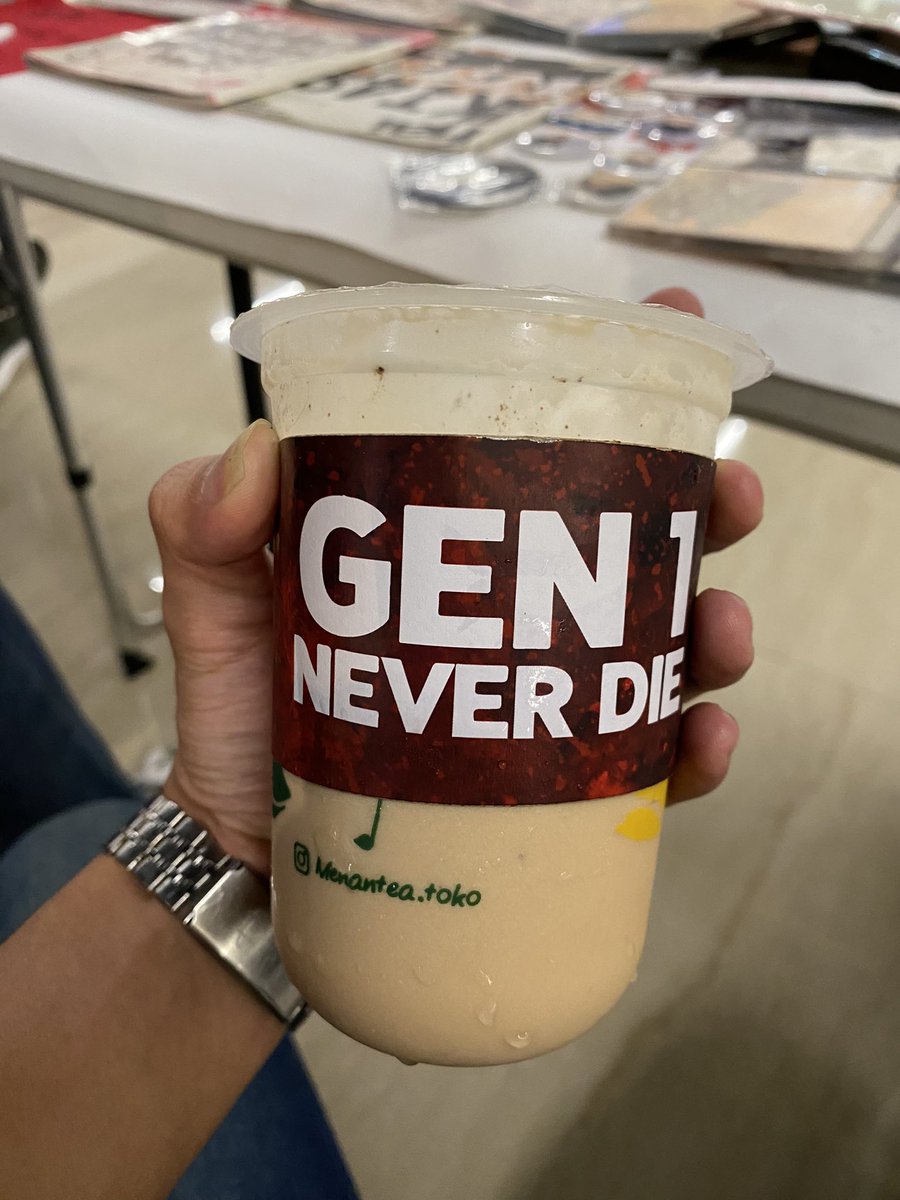 GEN 1
NEVER DIE
Menantea.toko